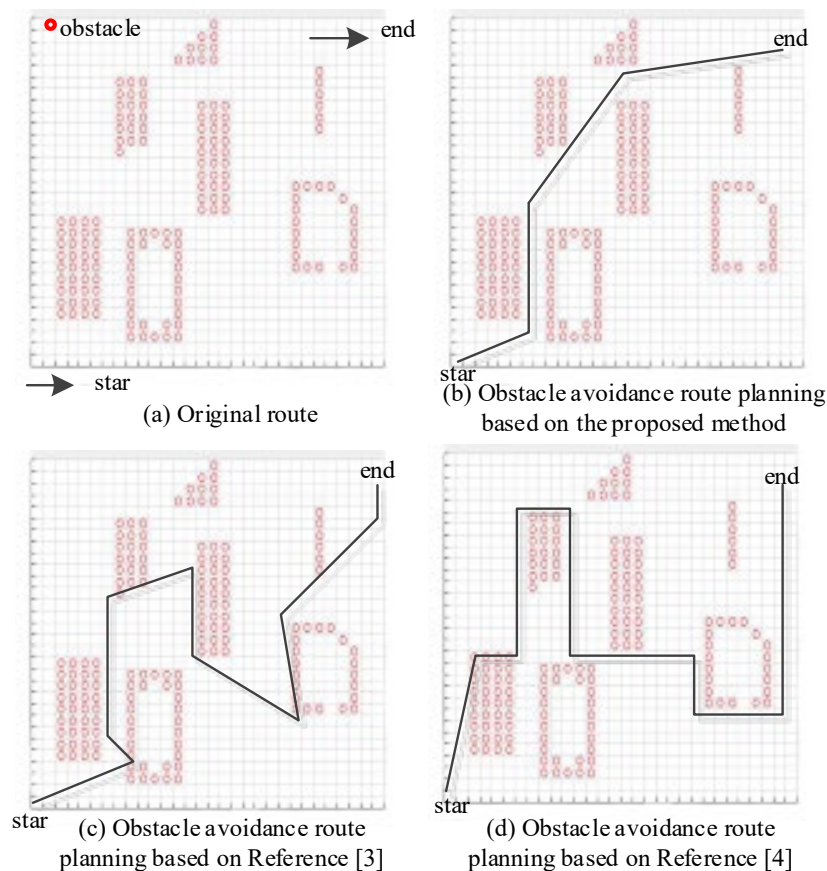 obstacle
end
star
(a) Original route
end
star
(b) Obstacle avoidance route planning
based on the proposed method
end
star
(c) Obstacle avoidance route
planning based on Reference [3]
end
star
(d) Obstacle avoidance route
planning based on Reference [4]